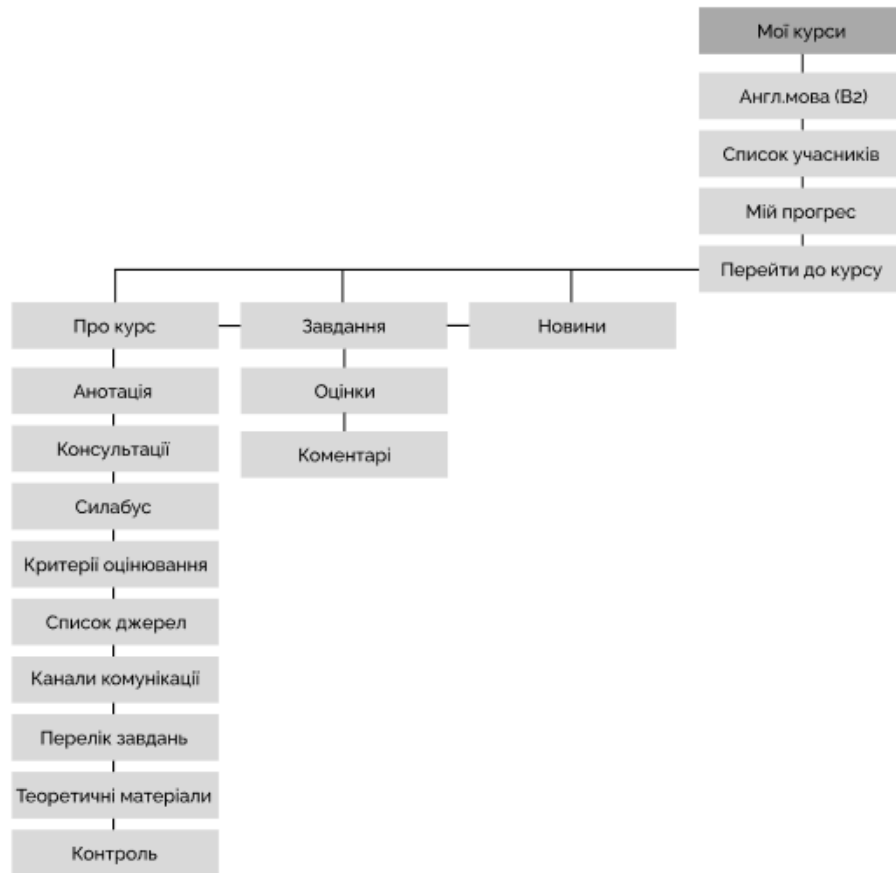 Мої курси
Англ.мова (B2)
Список учасників
Мій прогрес
Перейти до курсу
Про курс
Завдання
Новини
Анотація
Оцінки
Консультації
Коментарі
Силабус
Критерії оцінювання
Список джерел
Канали комунікації
Перелік завдань
Теоретичні матеріали
Контроль